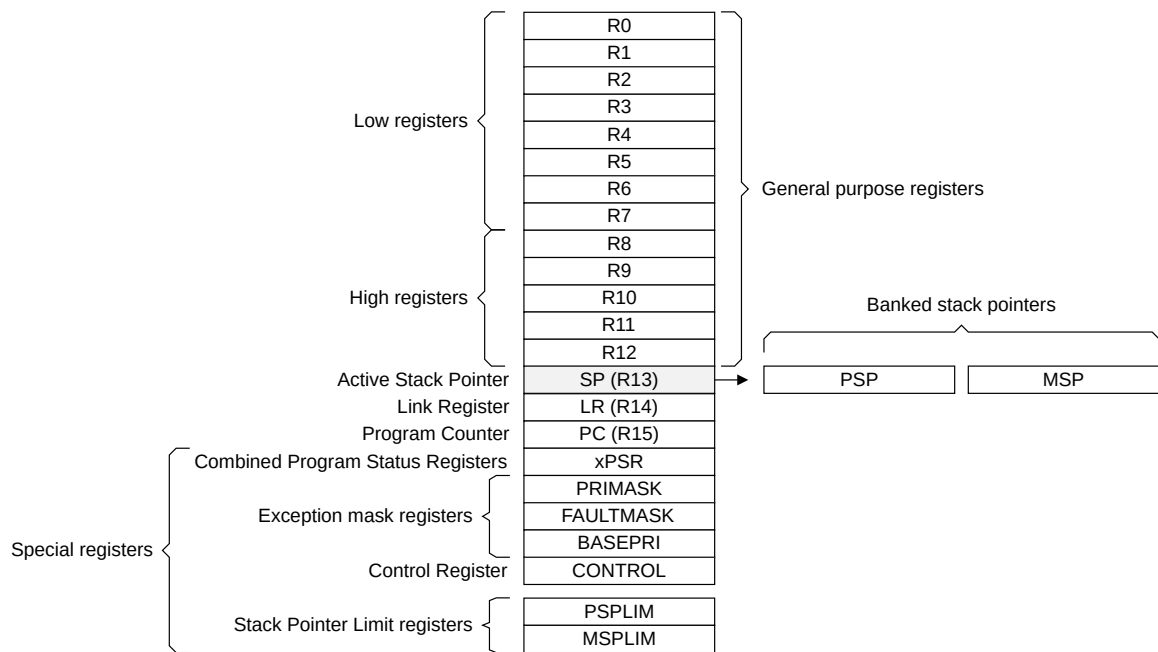 R0
R1
R2
R3
Low registers
R4
R5
R6
General purpose registers
R7
R8
R9
High registers
R10
Banked stack pointers
R11
R12
Active Stack Pointer SP (R13) PSP MSP
Link Register LR (R14)
Program Counter PC (R15)
Combined Program Status Registers xPSR
PRIMASK
Exception mask registers FAULTMASK
BASEPRI
Special registers
Control Register CONTROL
PSPLIM
Stack Pointer Limit registers
MSPLIM